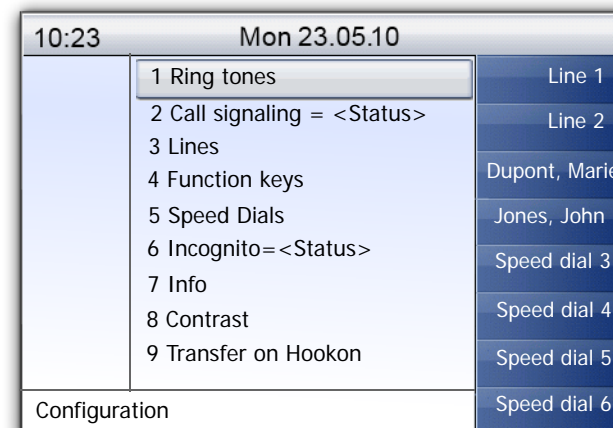 10:23
Mon 23.05.10
1 Ring tones
2 Call signaling = <Status>
3 Lines
4 Function keys
5 Speed Dials
6 Incognito=<Status>
7 Info
8 Contrast
9 Transfer on Hookon
Configuration
Line 1
Line 2
Dupont, Marie
Jones, John
Speed dial 3
Speed dial 4
Speed dial 5
Speed dial 6